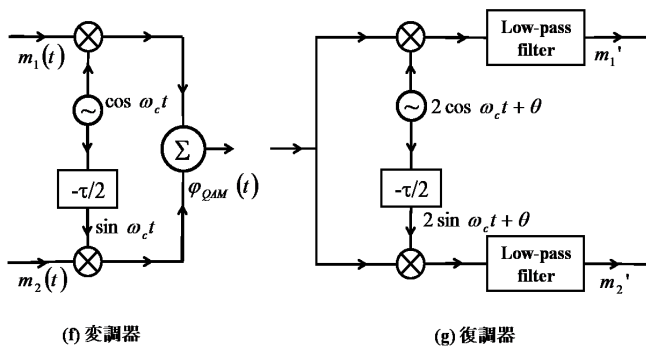 m₁(t)
cos ω_c t
-τ/2
sin ω_c t
m₂(t)
Σ
φ_QAM (t)
(f) 変調器
Low-pass
filter
m₁'
~
2 cos ω_c t + θ
-τ/2
2 sin ω_c t + θ
Low-pass
filter
m₂'
(g) 復調器